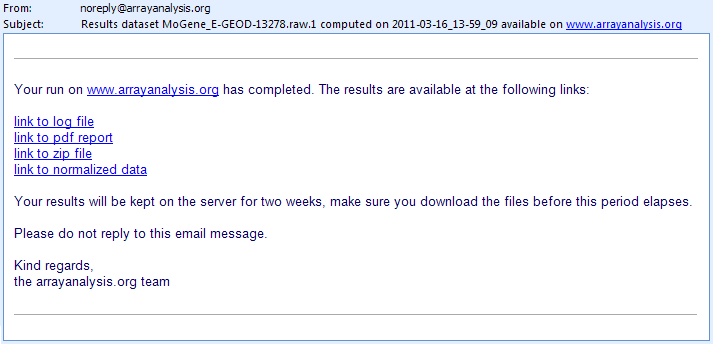 From: noreply@arrayanalysis.org
Subject: Results dataset MoGene_E-GEOD-13278.raw.1 computed on 2011-03-16_13-59_09 available on www.arrayanalysis.org
Your run on www.arrayanalysis.org has completed. The results are available at the following links:
link to log file
link to pdf report
link to zip file
link to normalized data
Your results will be kept on the server for two weeks, make sure you download the files before this period elapses.
Please do not reply to this email message.
Kind regards,
the arrayanalysis.org team